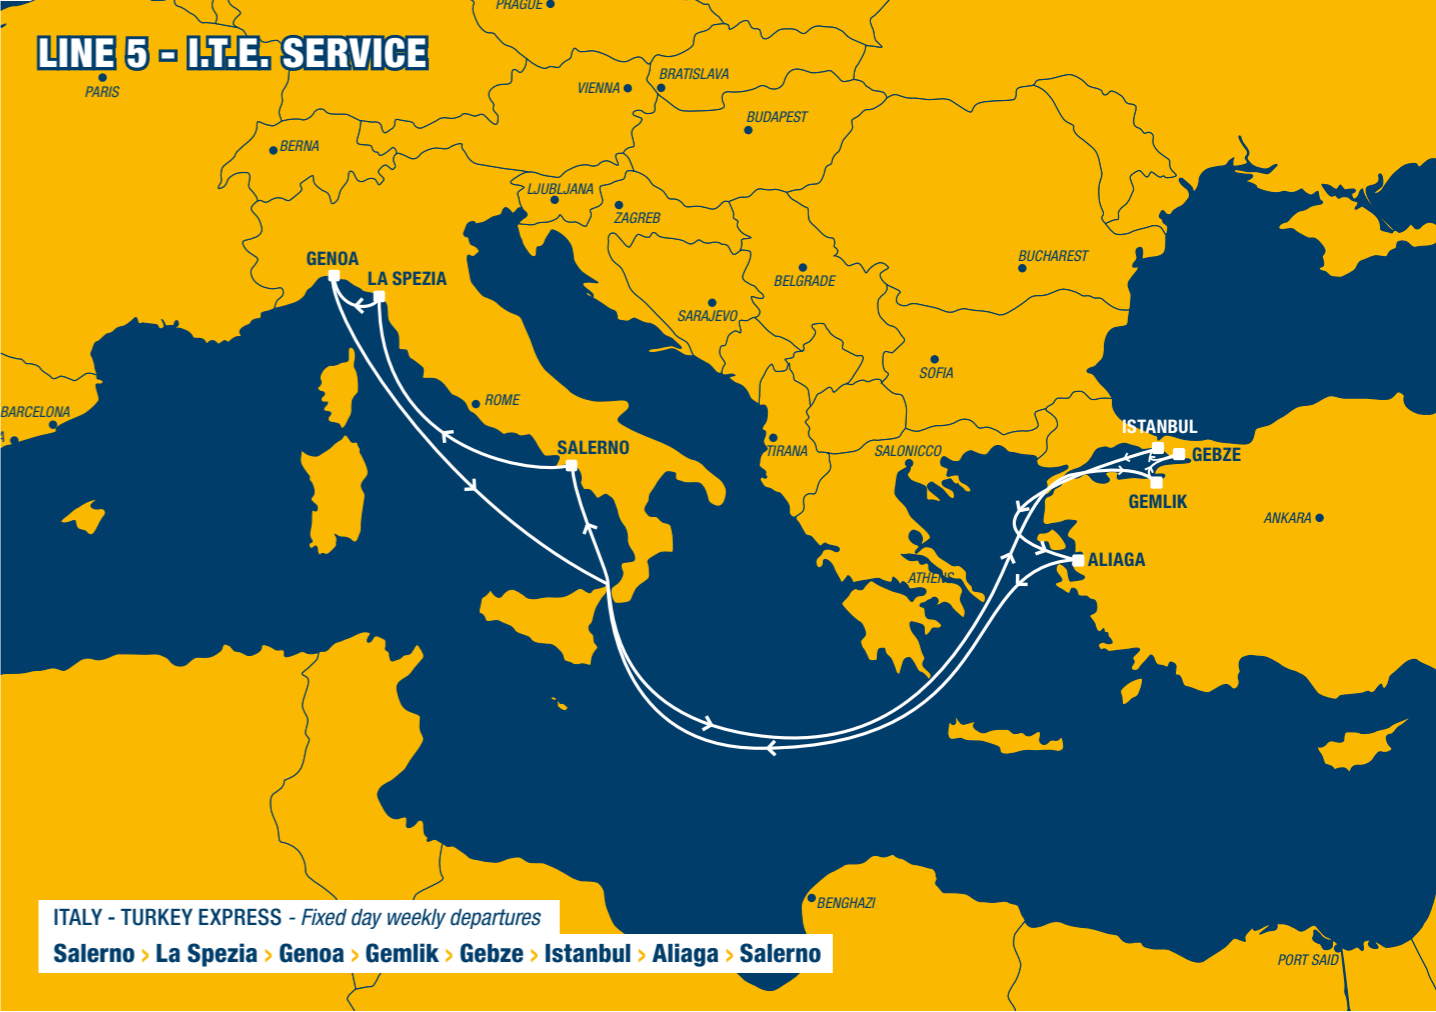 PRAGUE
LINE 5 - I.T.E. SERVICE
PARIS
VIENNA
BRATISLAVA
BUDAPEST
BERNA
LJUBLJANA
ZAGREB
GENOA
LA SPEZIA
BELGRADE
BUCHAREST
SARAJEVO
SOFIA
ROME
BARCELONA
SALERNO
TIRANA
SALONICCO
ISTANBUL
GEBZE
GEMLIK
ANKARA
ALIAGA
ATHENS
BENGHAZI
PORT SAID
ITALY - TURKEY EXPRESS - Fixed day weekly departures
Salerno › La Spezia › Genoa › Gemlik › Gebze › Istanbul › Aliaga › Salerno